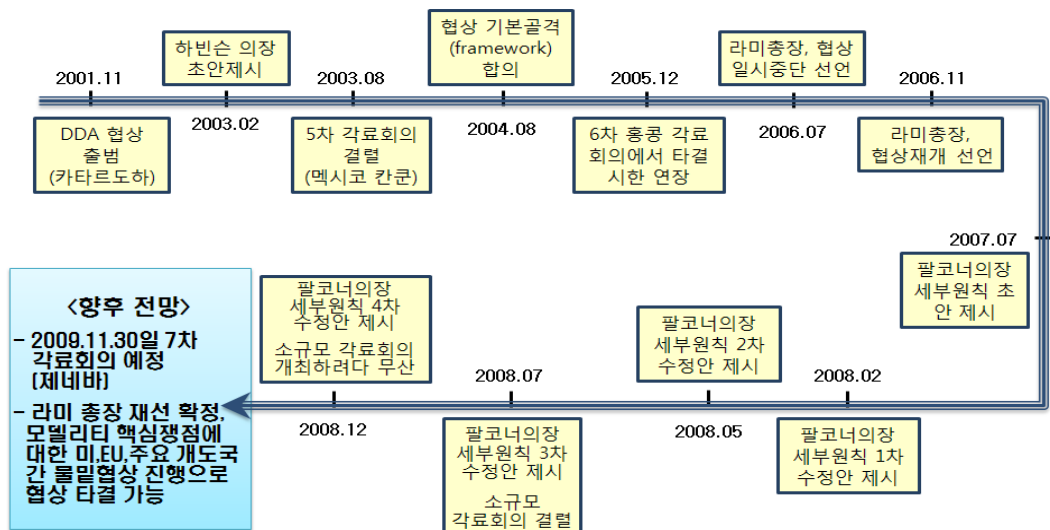 2001.11
DDA 협상
출범
(카타르도하)
하빈슨 의장
초안제시
2003.02
2003.08
5차 각료회의
결렬
(멕시코 칸쿤)
협상 기본골격
(framework)
합의
2004.08
2005.12
6차 홍콩 각료
회의에서 타결
시한 연장
라미총장, 협상
일시중단 선언
2006.07
2006.11
라미총장,
협상재개 선언
2007.07
팔코너의장
세부원칙 초
안 제시
2008.02
팔코너의장
세부원칙 1차
수정안 제시
팔코너의장
세부원칙 2차
수정안 제시
2008.05
2008.07
팔코너의장
세부원칙 3차
수정안 제시
소규모
각료회의 결렬
팔코너의장
세부원칙 4차
수정안 제시
소규모 각료회의
개최하려다 무산
2008.12
<향후 전망>
- 2009.11.30일 7차
각료회의 예정
(제네바)
- 라미 총장 재선 확정,
모델리티 핵심쟁점에
대한 미,EU,주요 개도국
간 물밑협상 진행으로
협상 타결 가능